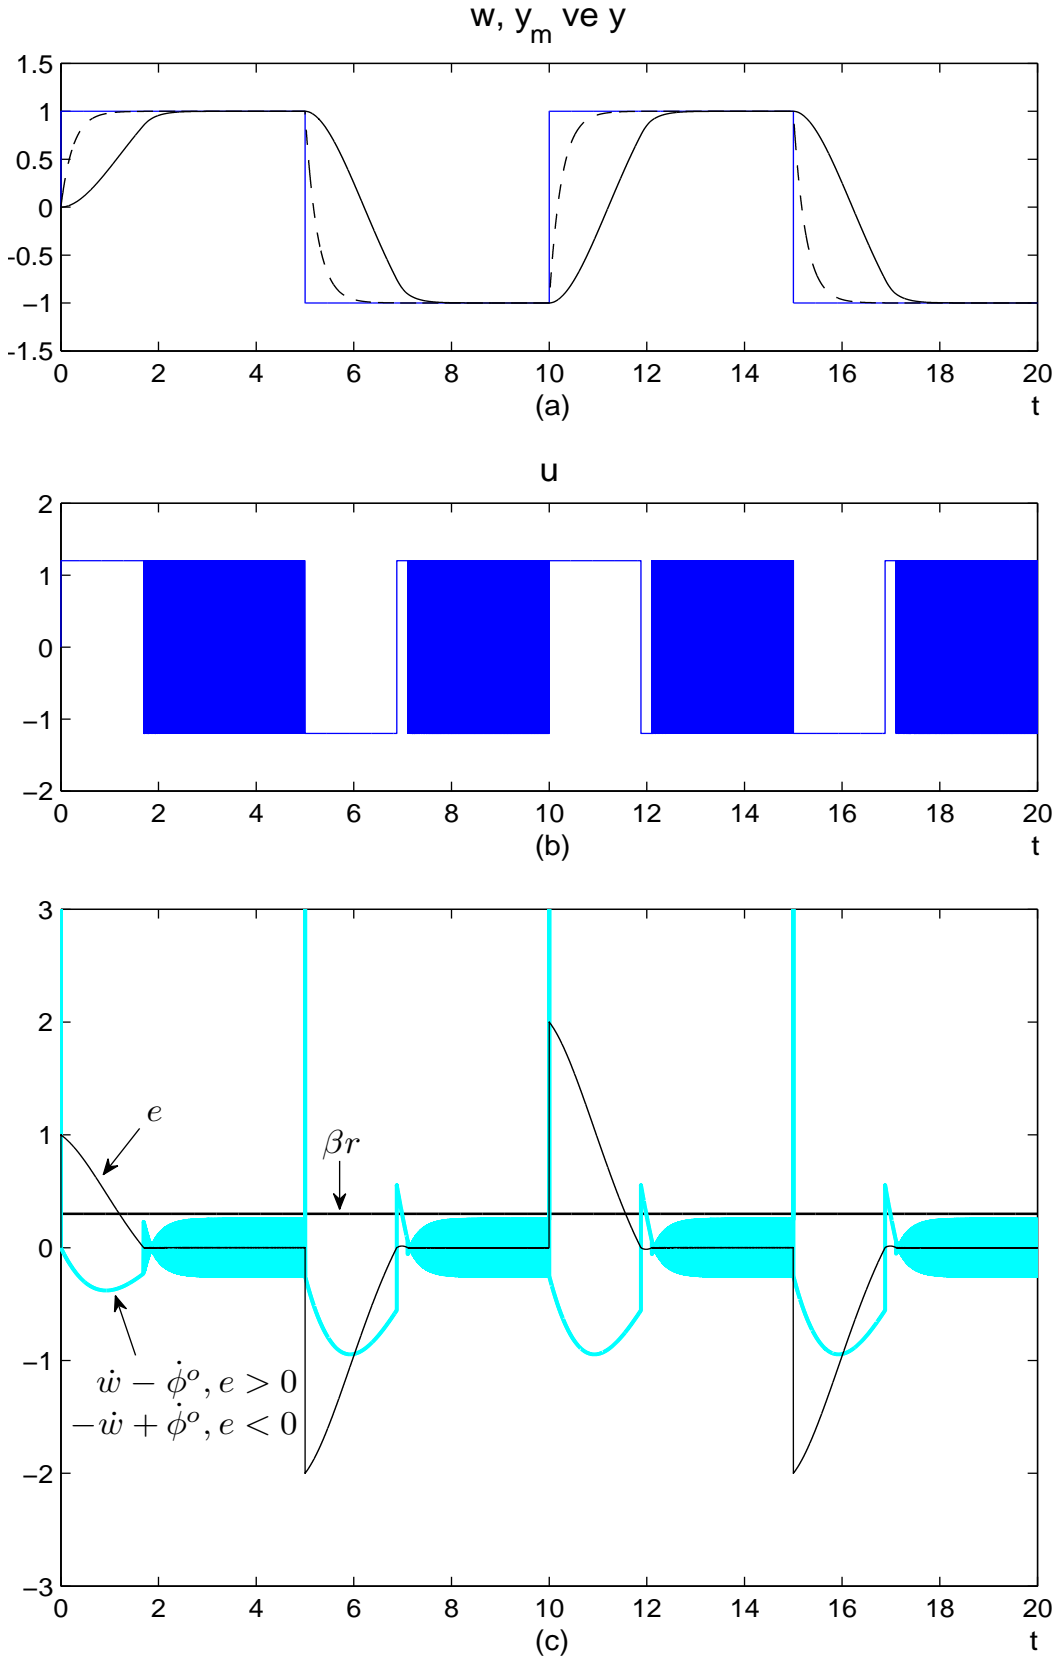 w, y_m ve y
1.5
1
0.5
0
-0.5
−1
-1.5
0 2 4 6 8 10 12 14 16 18 20
(a) t
u
2
1
0
−1
−2
0 2 4 6 8 10 12 14 16 18 20
(b) t
3
2
1
0
−1
−2
−3
e
βr
ẇ − φ̇ᵒ, e > 0
−ẇ + φ̇ᵒ, e < 0
0 2 4 6 8 10 12 14 16 18 20
(c) t